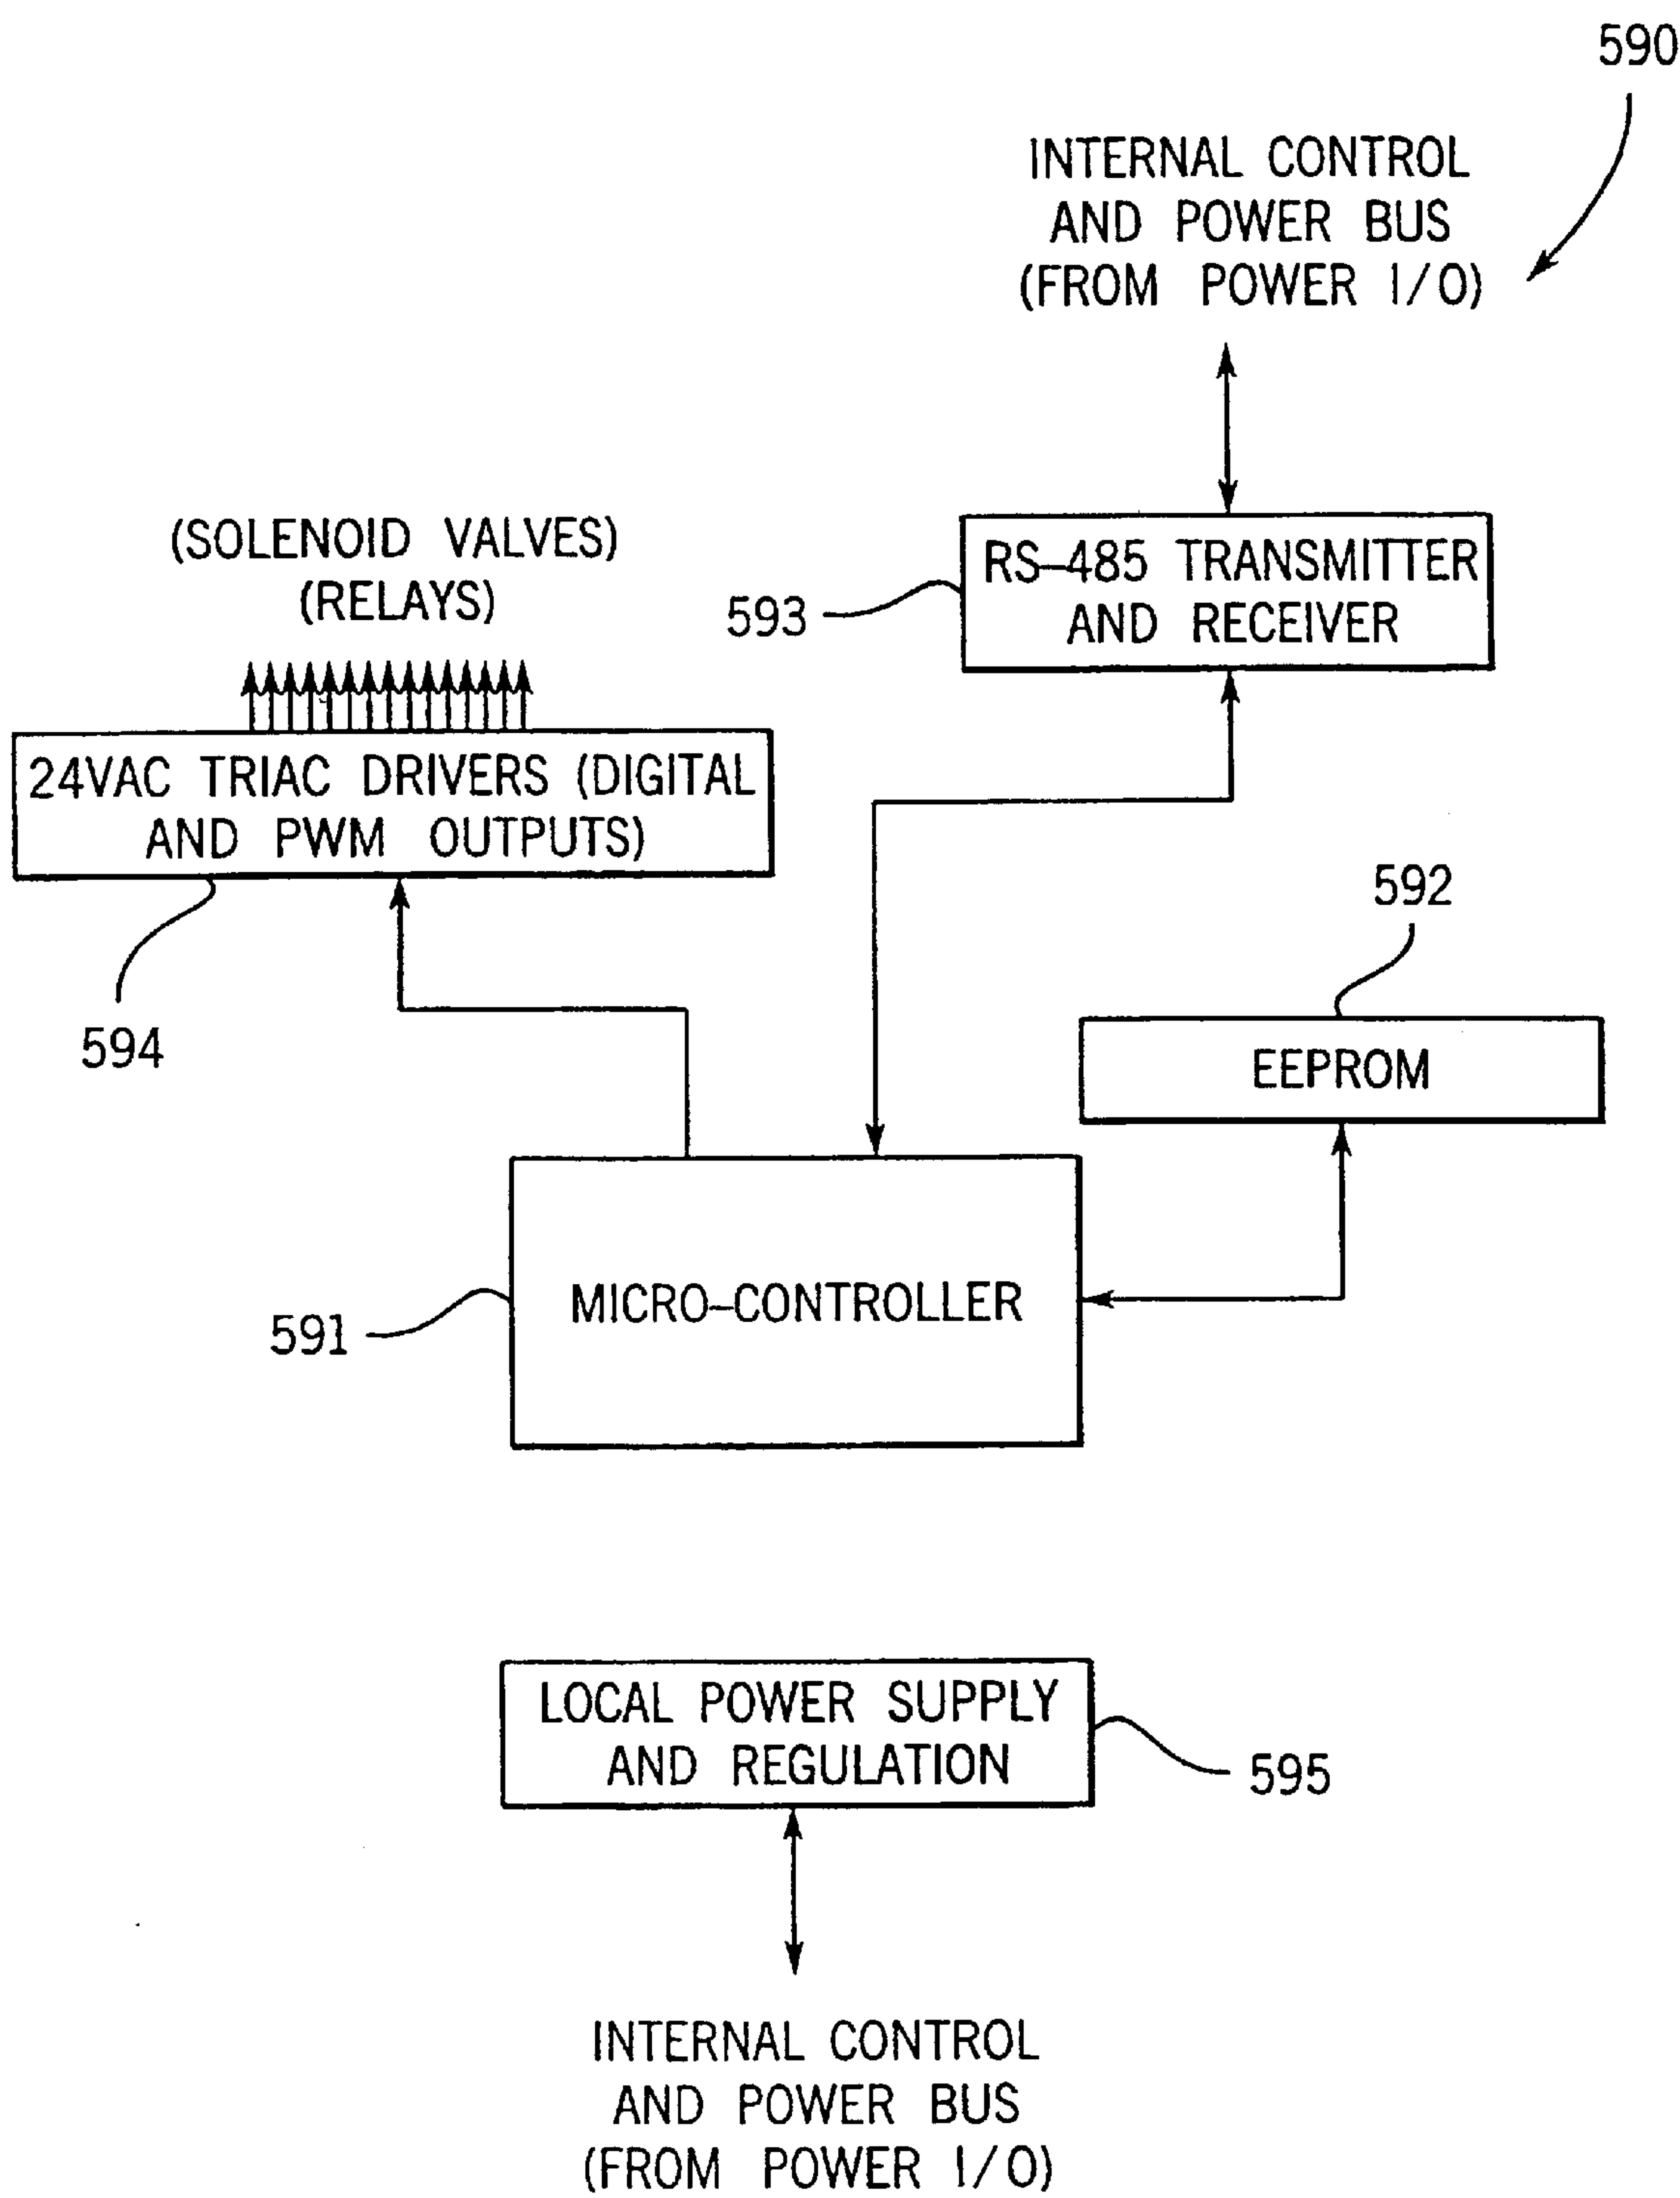 590
INTERNAL CONTROL
AND POWER BUS
(FROM POWER I/O)
(SOLENOID VALVES)
(RELAYS)
593
RS-485 TRANSMITTER
AND RECEIVER
24VAC TRIAC DRIVERS (DIGITAL
AND PWM OUTPUTS)
594
592
EEPROM
MICRO-CONTROLLER
591
LOCAL POWER SUPPLY
AND REGULATION
595
INTERNAL CONTROL
AND POWER BUS
(FROM POWER I/O)